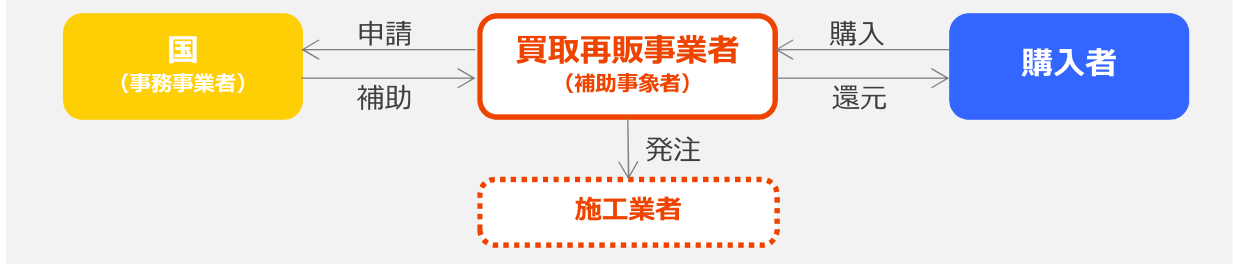 国
（事務事業者）
申請
補助
買取再販事業者
（補助事象者）
購入
還元
購入者
発注
施工業者